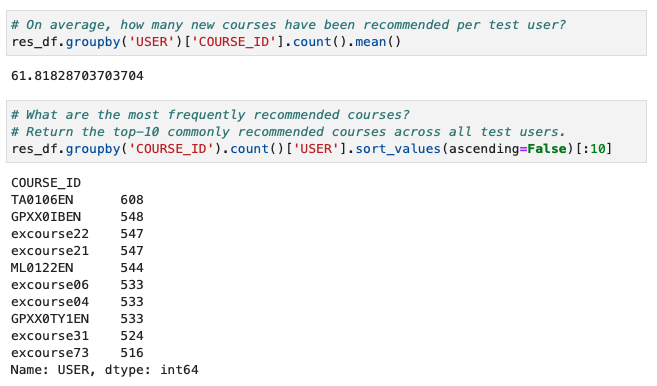 # On average, how many new courses have been recommended per test user?
res_df.groupby('USER')['COURSE_ID'].count().mean()
61.81828703703704
# What are the most frequently recommended courses?
# Return the top-10 commonly recommended courses across all test users.
res_df.groupby('COURSE_ID').count()['USER'].sort_values(ascending=False)[:10]
COURSE_ID
TA0106EN 608
GPXX0IBEN 548
excourse22 547
excourse21 547
ML0122EN 544
excourse06 533
excourse04 533
GPXX0TY1EN 533
excourse31 524
excourse73 516
Name: USER, dtype: int64